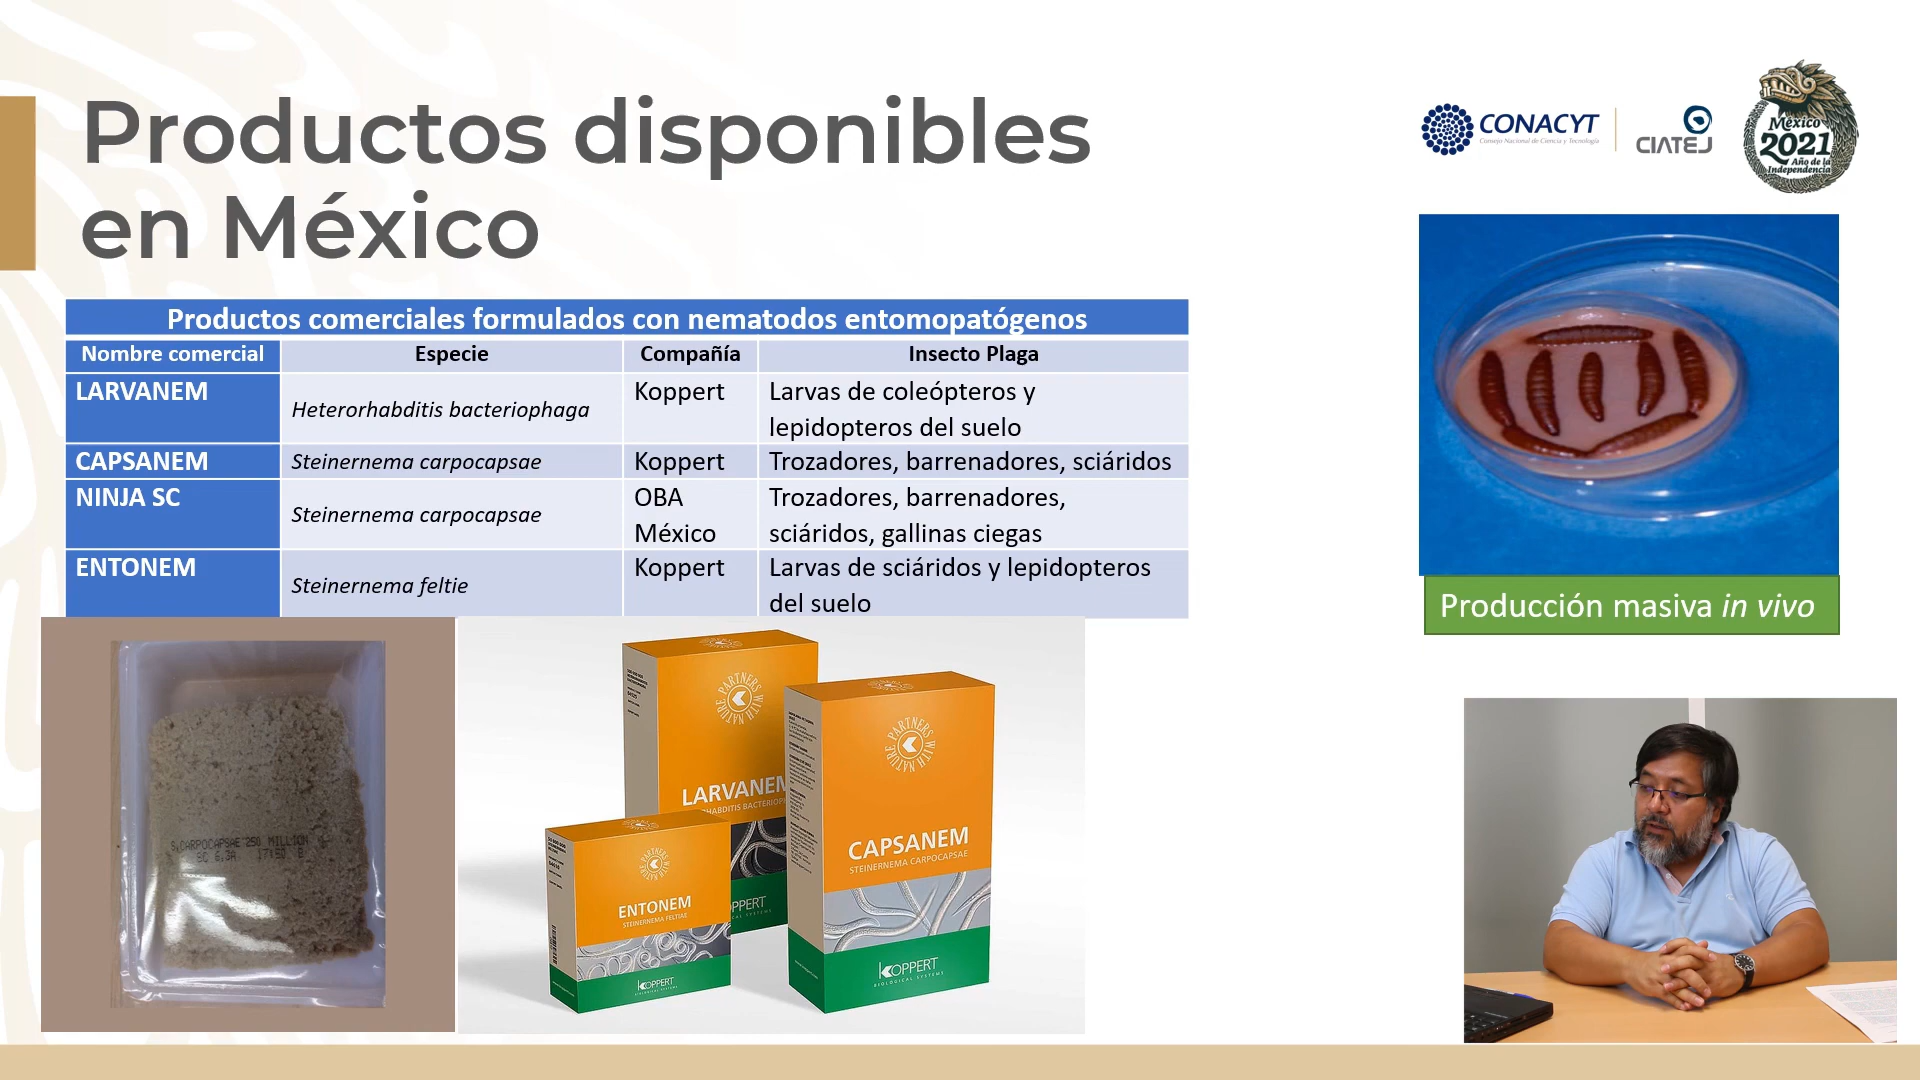 Productos disponibles
en México
CONACYT
Consejo Nacional de Ciencia y Tecnología
CIATEJ
México
2021
Año de la
Independencia
Productos comerciales formulados con nematodos entomopatógenos
Nombre comercial Especie Compañía Insecto Plaga
LARVANEM Heterorhabditis bacteriophaga Koppert Larvas de coleópteros y
lepidopteros del suelo
CAPSANEM Steinernema carpocapsae Koppert Trozadores, barrenadores, sciáridos
NINJA SC Steinernema carpocapsae OBA
México Trozadores, barrenadores,
sciáridos, gallinas ciegas
ENTONEM Steinernema feltie Koppert Larvas de sciáridos y lepidopteros
del suelo
Producción masiva in vivo
S.CARPOCAPSAE 250 MILLION
PARTNERS WITH NATURE
LARVANEM
PARTNERS WITH NATURE
CAPSANEM
STEINERNEMA CARPOCAPSAE
KOPPERT
BIOLOGICAL SYSTEMS
ENTONEM
STEINERNEMA FELTIAE
KOPPERT